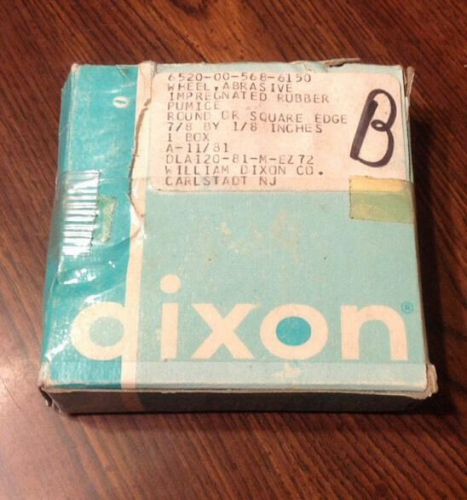 6520-00-568-6150
WHEEL, ABRASIVE
IMPREGNATED RUBBER
PUMICE
ROUND OR SQUARE EDGE
7/8 BY 1/8 INCHES
1 BOX
A-11/81
DLA120-81-M-EZ72
WILLIAM DIXON CO.
CARLSTADT NJ
B
dixon®